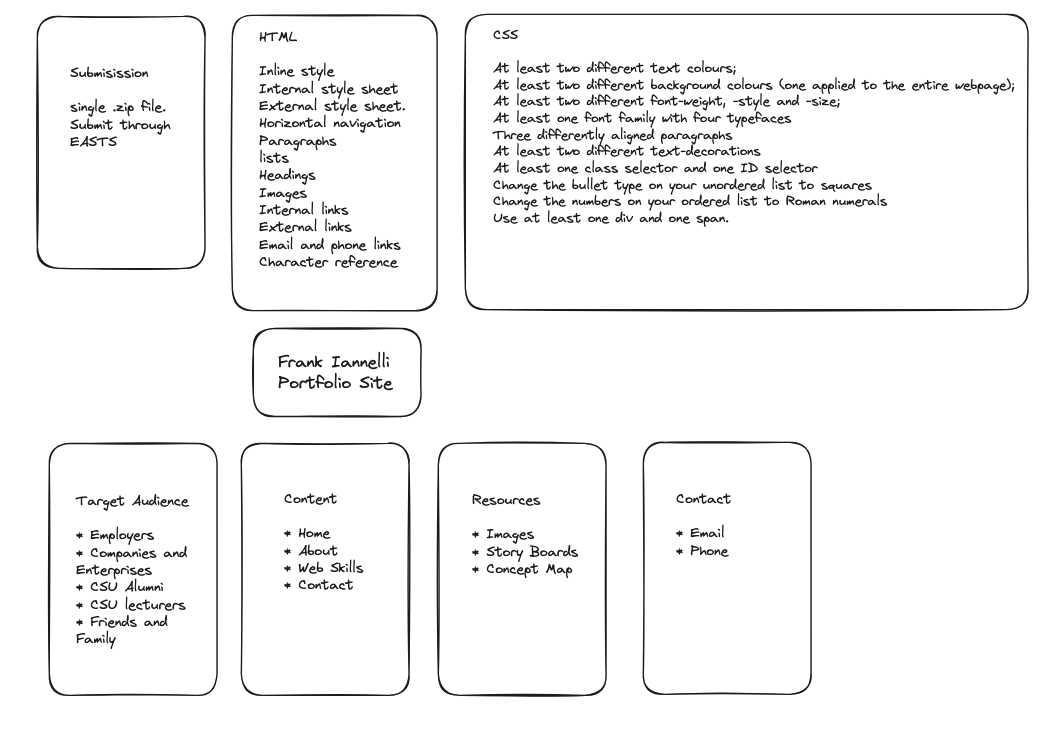 Submisission
single .zip file.
Submit through
EASTS
HTML
Inline style
Internal style sheet
External style sheet.
Horizontal navigation
Paragraphs
lists
Headings
Images
Internal links
External links
Email and phone links
Character reference
CSS
At least two different text colours;
At least two different background colours (one applied to the entire webpage);
At least two different font-weight, -style and -size;
At least one font family with four typefaces
Three differently aligned paragraphs
At least two different text-decorations
At least one class selector and one ID selector
Change the bullet type on your unordered list to squares
Change the numbers on your ordered list to Roman numerals
Use at least one div and one span.
Frank Iannelli
Portfolio Site
Target Audience
* Employers
* Companies and
Enterprises
* CSU Alumni
* CSU lecturers
* Friends and
Family
Content
* Home
* About
* Web Skills
* Contact
Resources
* Images
* Story Boards
* Concept Map
Contact
* Email
* Phone